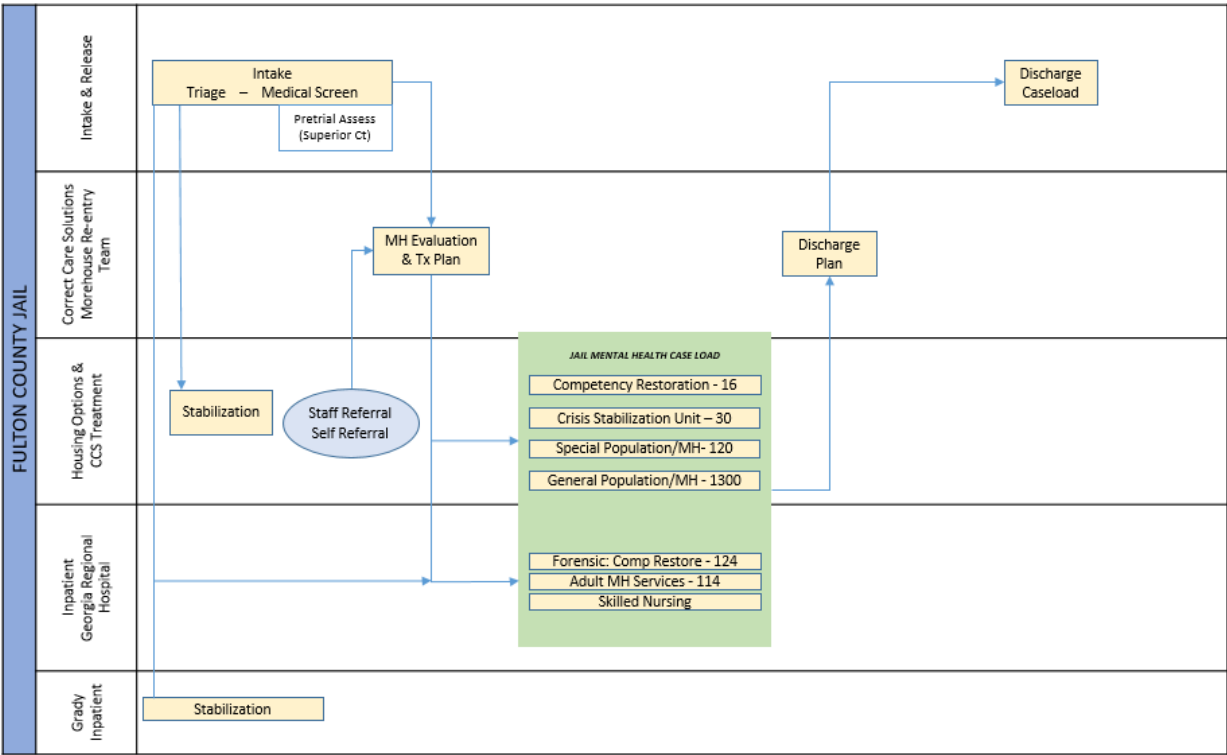 FULTON COUNTY JAIL
Intake & Release
Intake
Triage – Medical Screen
Pretrial Assess
(Superior Ct)
Discharge
Caseload
Correct Care Solutions
Morehouse Re-entry
Team
MH Evaluation
& Tx Plan
Discharge
Plan
Housing Options &
CCS Treatment
Stabilization
Staff Referral
Self Referral
JAIL MENTAL HEALTH CASE LOAD
Competency Restoration - 16
Crisis Stabilization Unit – 30
Special Population/MH- 120
General Population/MH - 1300
Inpatient
Georgia Regional
Hospital
Forensic: Comp Restore - 124
Adult MH Services - 114
Skilled Nursing
Grady
Inpatient
Stabilization